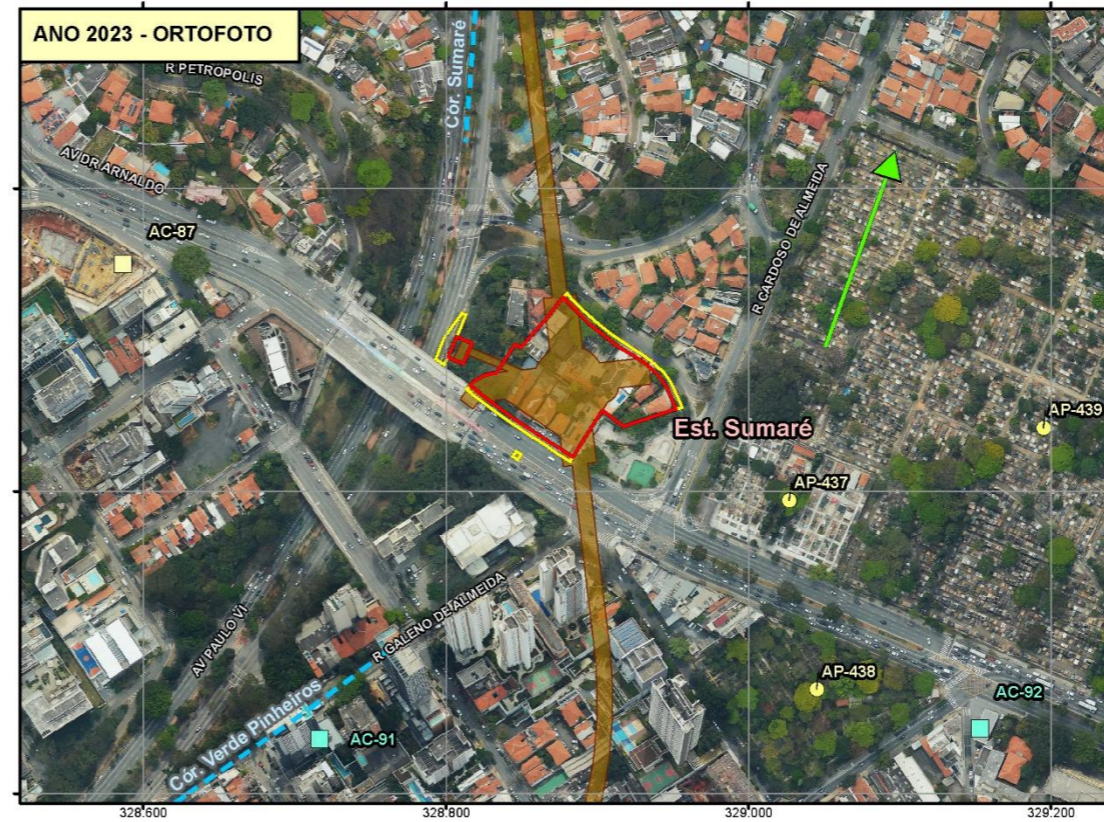 ANO 2023 - ORTOFOTO
R PETROPOLIS
Cór. Sumaré
AV DR ARNALDO
AC-87
R CARDOSO DE ALMEIDA
AP-439
Est. Sumaré
AP-437
R GALENO DE ALMEIDA
AV PAULO VI
AP-438
AC-92
Cór. Verde Pinheiros
AC-91
328.600
328.800
329.000
329.200